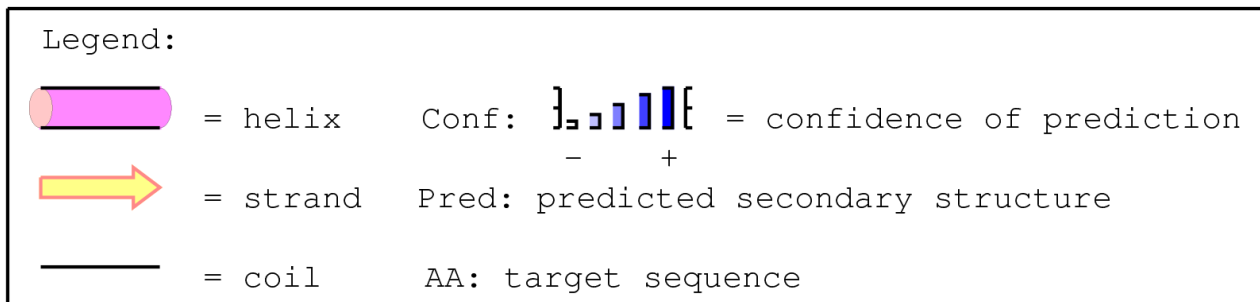 Legend:
= helix Conf: = confidence of prediction
- +
= strand Pred: predicted secondary structure
= coil AA: target sequence